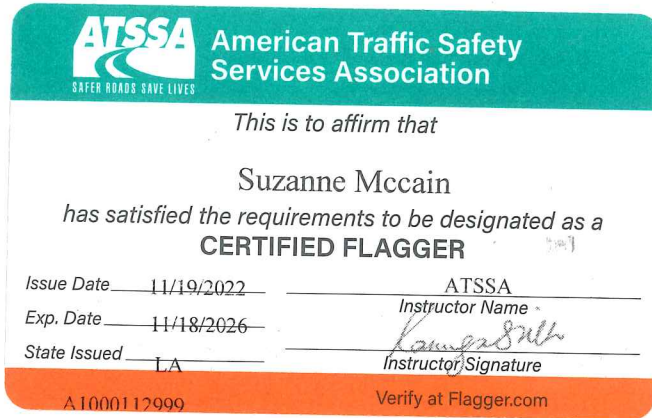 ATSSA
SAFER ROADS SAVE LIVES
American Traffic Safety
Services Association
This is to affirm that
Suzanne Mccain
has satisfied the requirements to be designated as a
CERTIFIED FLAGGER
Issue Date 11/19/2022
ATSSA
Instructor Name
Exp. Date 11/18/2026
State Issued LA
Instructor Signature
A1000112999
Verify at Flagger.com